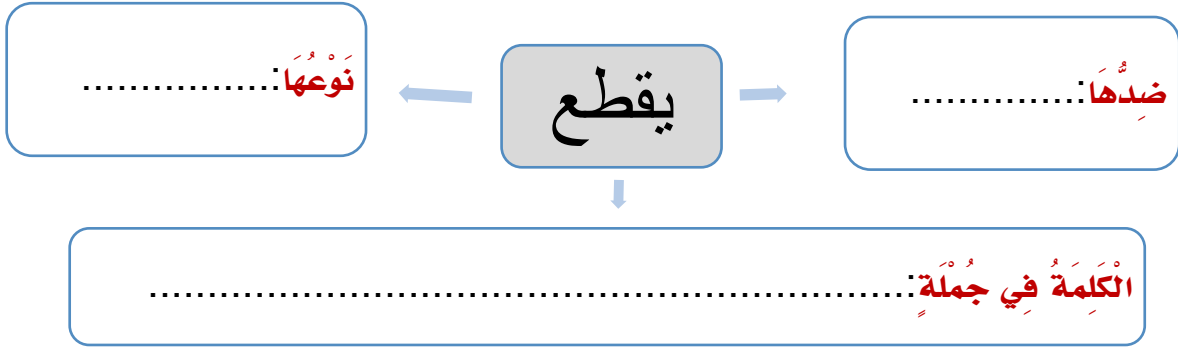 ضِدُّهَا:...............
يقطع
نَوْعُهَا:.................
الْكَلِمَةُ فِي جُمْلَةٍ:.................................................................